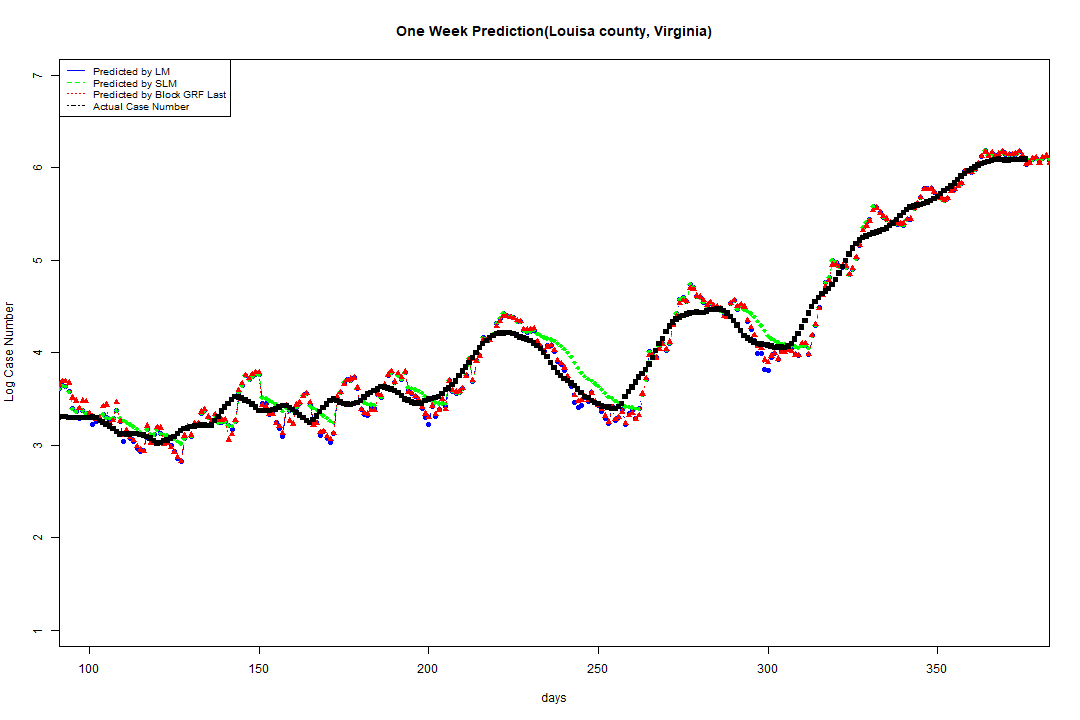 One Week Prediction(Louisa county, Virginia)
7
Predicted by LM
Predicted by SLM
Predicted by Block GRF Last
Actual Case Number
6
5
4
3
2
1
Log Case Number
100 150 200 250 300 350
days